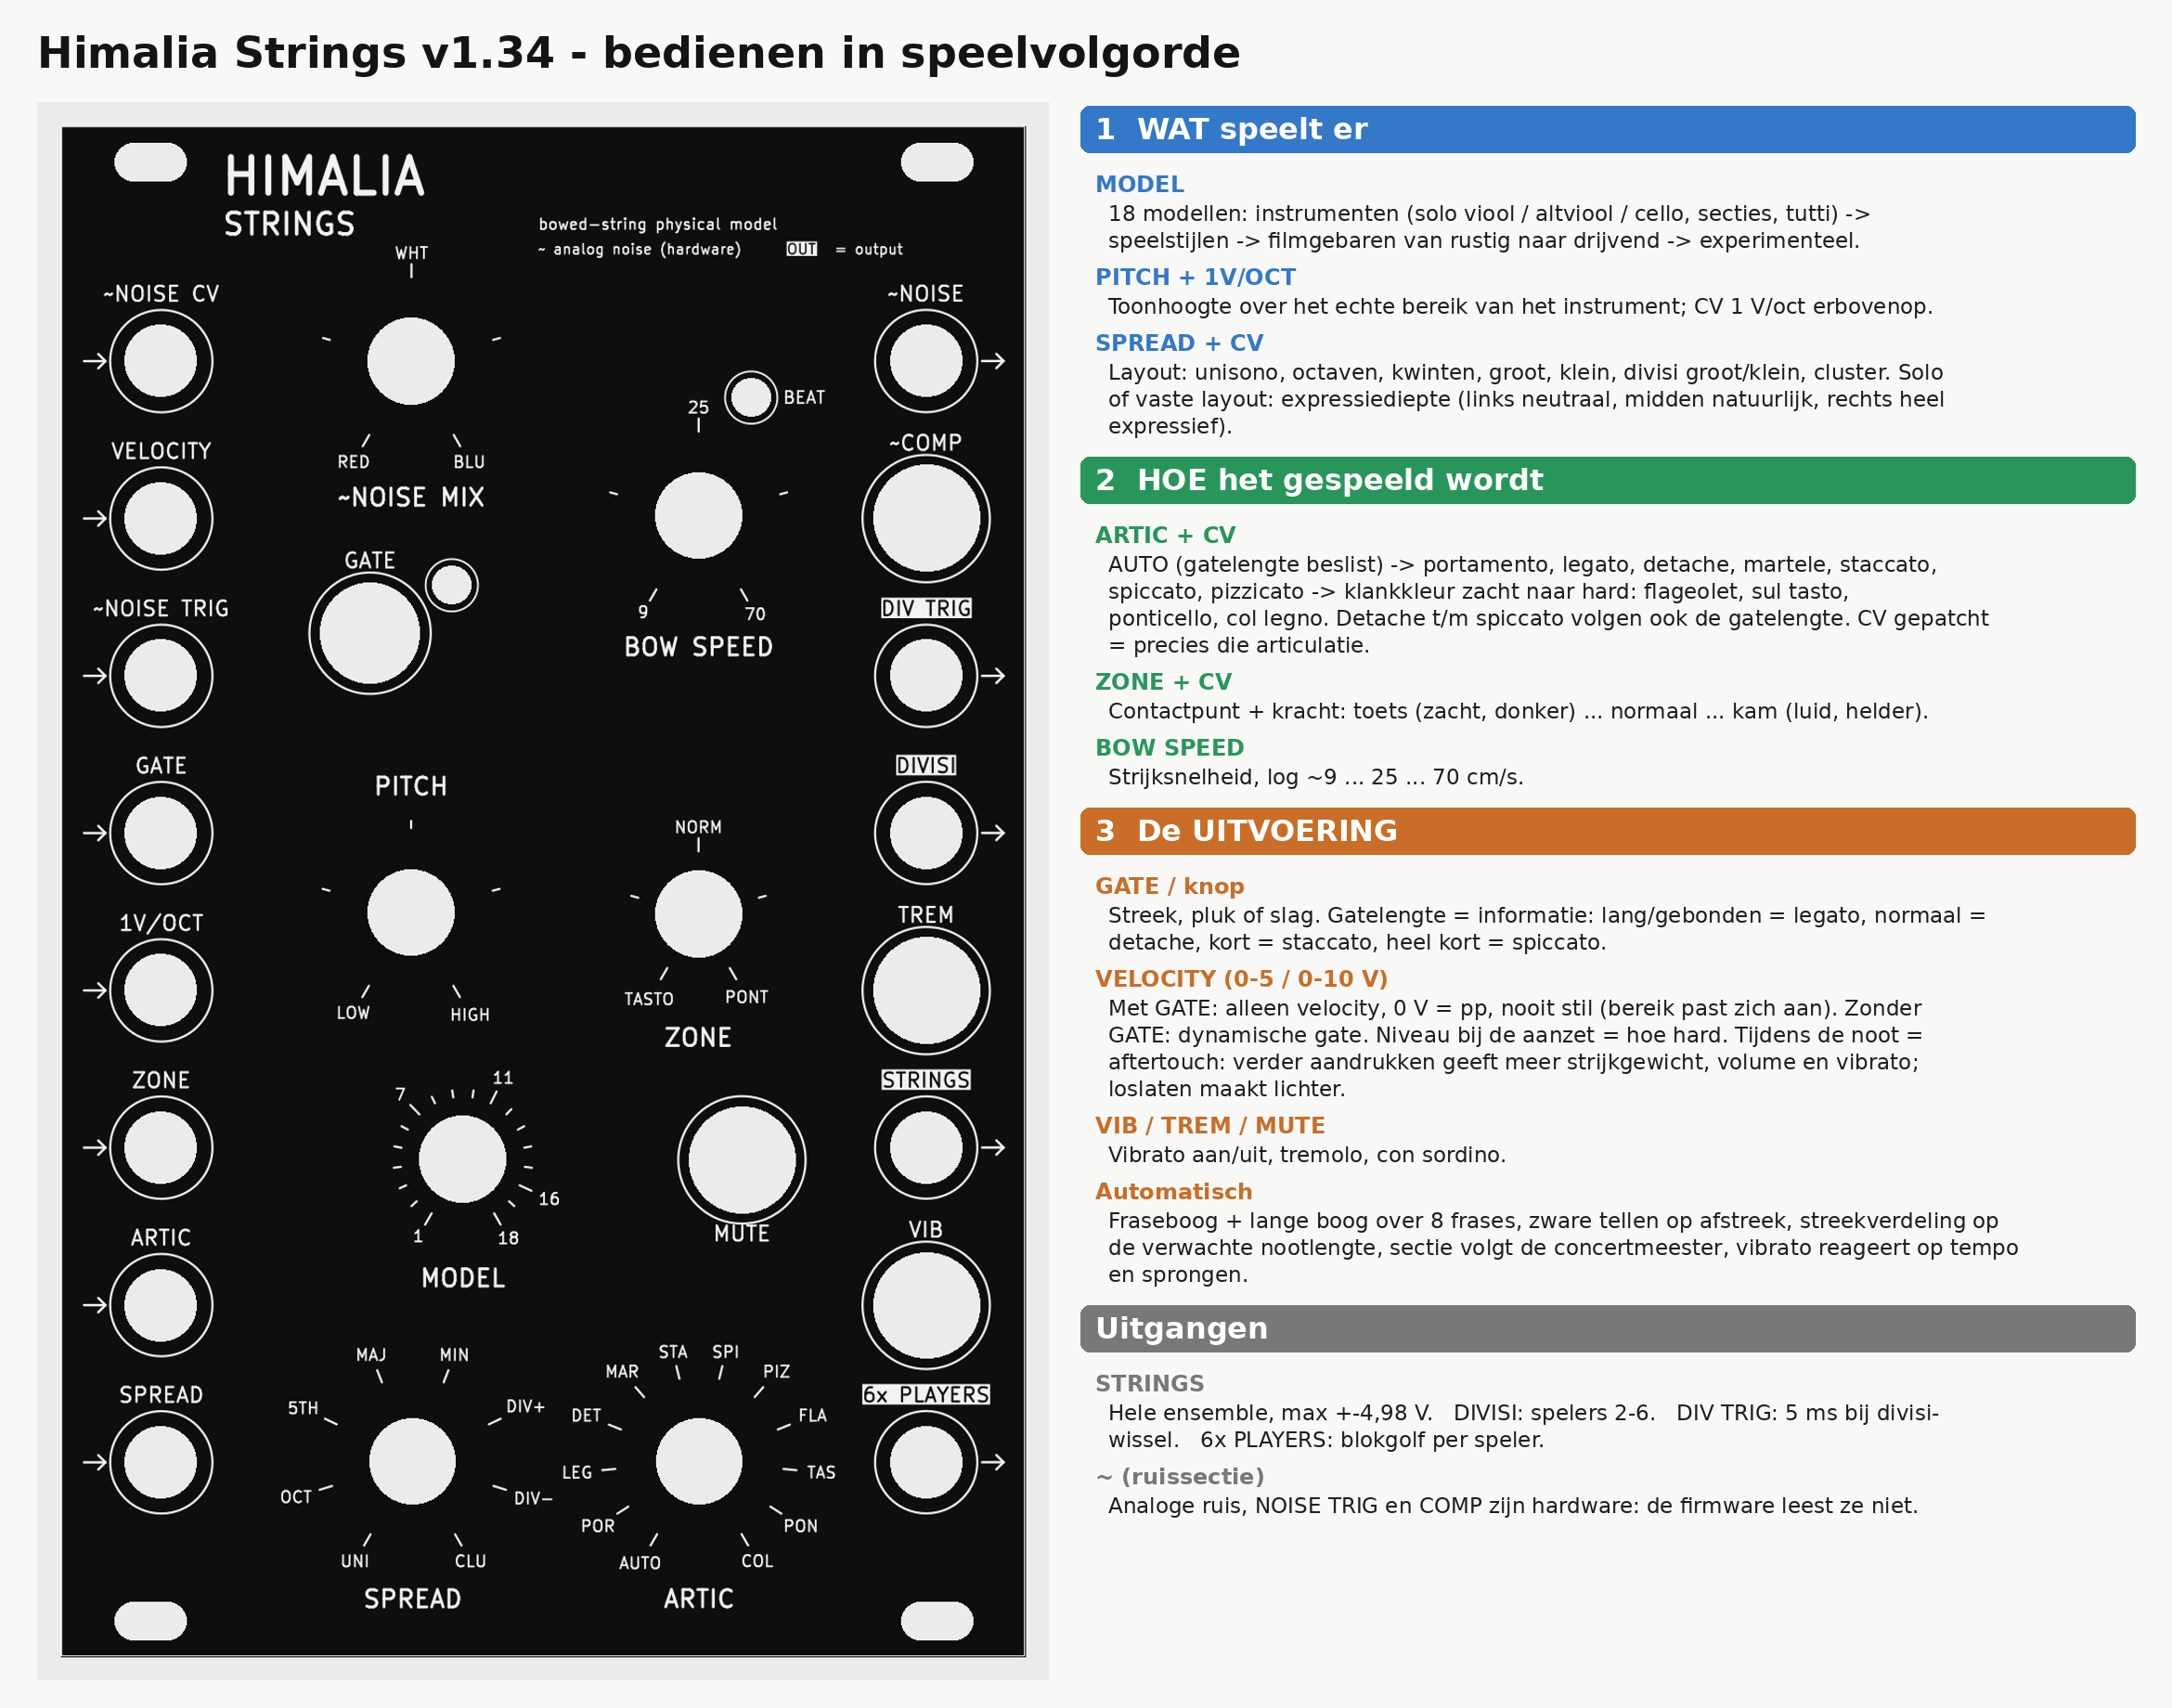 Himalia Strings v1.34 - bedienen in speelvolgorde
HIMALIA
STRINGS
bowed-string physical model
~ analog noise (hardware) OUT = output
WHT
~NOISE CV
~NOISE
RED
BLU
~NOISE MIX
25
BEAT
VELOCITY
~COMP
GATE
9
70
BOW SPEED
~NOISE TRIG
DIV TRIG
GATE
PITCH
DIVISI
NORM
1V/OCT
TREM
LOW
HIGH
TASTO
PONT
ZONE
ZONE
7
11
STRINGS
16
1
18
MODEL
MUTE
ARTIC
VIB
SPREAD
MAJ
MIN
5TH
DIV+
OCT
DIV-
UNI
CLU
SPREAD
STA
SPI
MAR
PIZ
DET
FLA
LEG
TAS
POR
PON
AUTO
COL
ARTIC
6x PLAYERS
1 WAT speelt er
MODEL
18 modellen: instrumenten (solo viool / altviool / cello, secties, tutti) ->
speelstijlen -> filmgebaren van rustig naar drijvend -> experimenteel.
PITCH + 1V/OCT
Toonhoogte over het echte bereik van het instrument; CV 1 V/oct erbovenop.
SPREAD + CV
Layout: unisono, octaven, kwinten, groot, klein, divisi groot/klein, cluster. Solo
of vaste layout: expressiediepte (links neutraal, midden natuurlijk, rechts heel
expressief).
2 HOE het gespeeld wordt
ARTIC + CV
AUTO (gatelengte beslist) -> portamento, legato, detache, martele, staccato,
spiccato, pizzicato -> klankkleur zacht naar hard: flageolet, sul tasto,
ponticello, col legno. Detache t/m spiccato volgen ook de gatelengte. CV gepatcht
= precies die articulatie.
ZONE + CV
Contactpunt + kracht: toets (zacht, donker) ... normaal ... kam (luid, helder).
BOW SPEED
Strijksnelheid, log ~9 ... 25 ... 70 cm/s.
3 De UITVOERING
GATE / knop
Streek, pluk of slag. Gatelengte = informatie: lang/gebonden = legato, normaal =
detache, kort = staccato, heel kort = spiccato.
VELOCITY (0-5 / 0-10 V)
Met GATE: alleen velocity, 0 V = pp, nooit stil (bereik past zich aan). Zonder
GATE: dynamische gate. Niveau bij de aanzet = hoe hard. Tijdens de noot =
aftertouch: verder aandrukken geeft meer strijkgewicht, volume en vibrato;
loslaten maakt lichter.
VIB / TREM / MUTE
Vibrato aan/uit, tremolo, con sordino.
Automatisch
Fraseboog + lange boog over 8 frases, zware tellen op afstreek, streekverdeling op
de verwachte nootlengte, sectie volgt de concertmeester, vibrato reageert op tempo
en sprongen.
Uitgangen
STRINGS
Hele ensemble, max +-4,98 V. DIVISI: spelers 2-6. DIV TRIG: 5 ms bij divisi-
wissel. 6x PLAYERS: blokgolf per speler.
~ (ruissectie)
Analoge ruis, NOISE TRIG en COMP zijn hardware: de firmware leest ze niet.